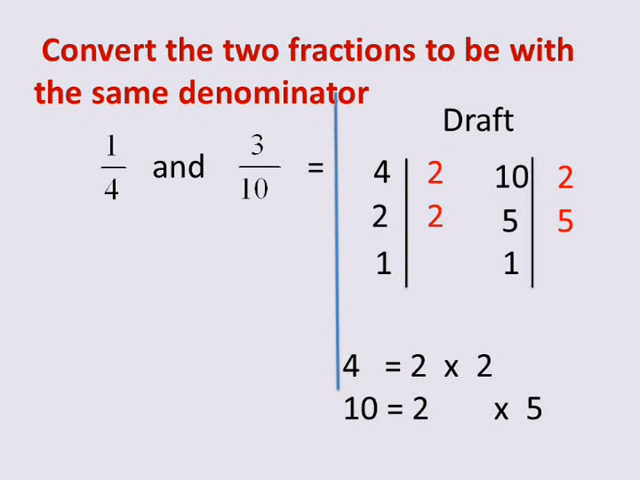 Convert the two fractions to be with
the same denominator
Draft
1/4 and 3/10 =
4 2 10 2
2 2 5 5
1 1
4 = 2 x 2
10 = 2 x 5